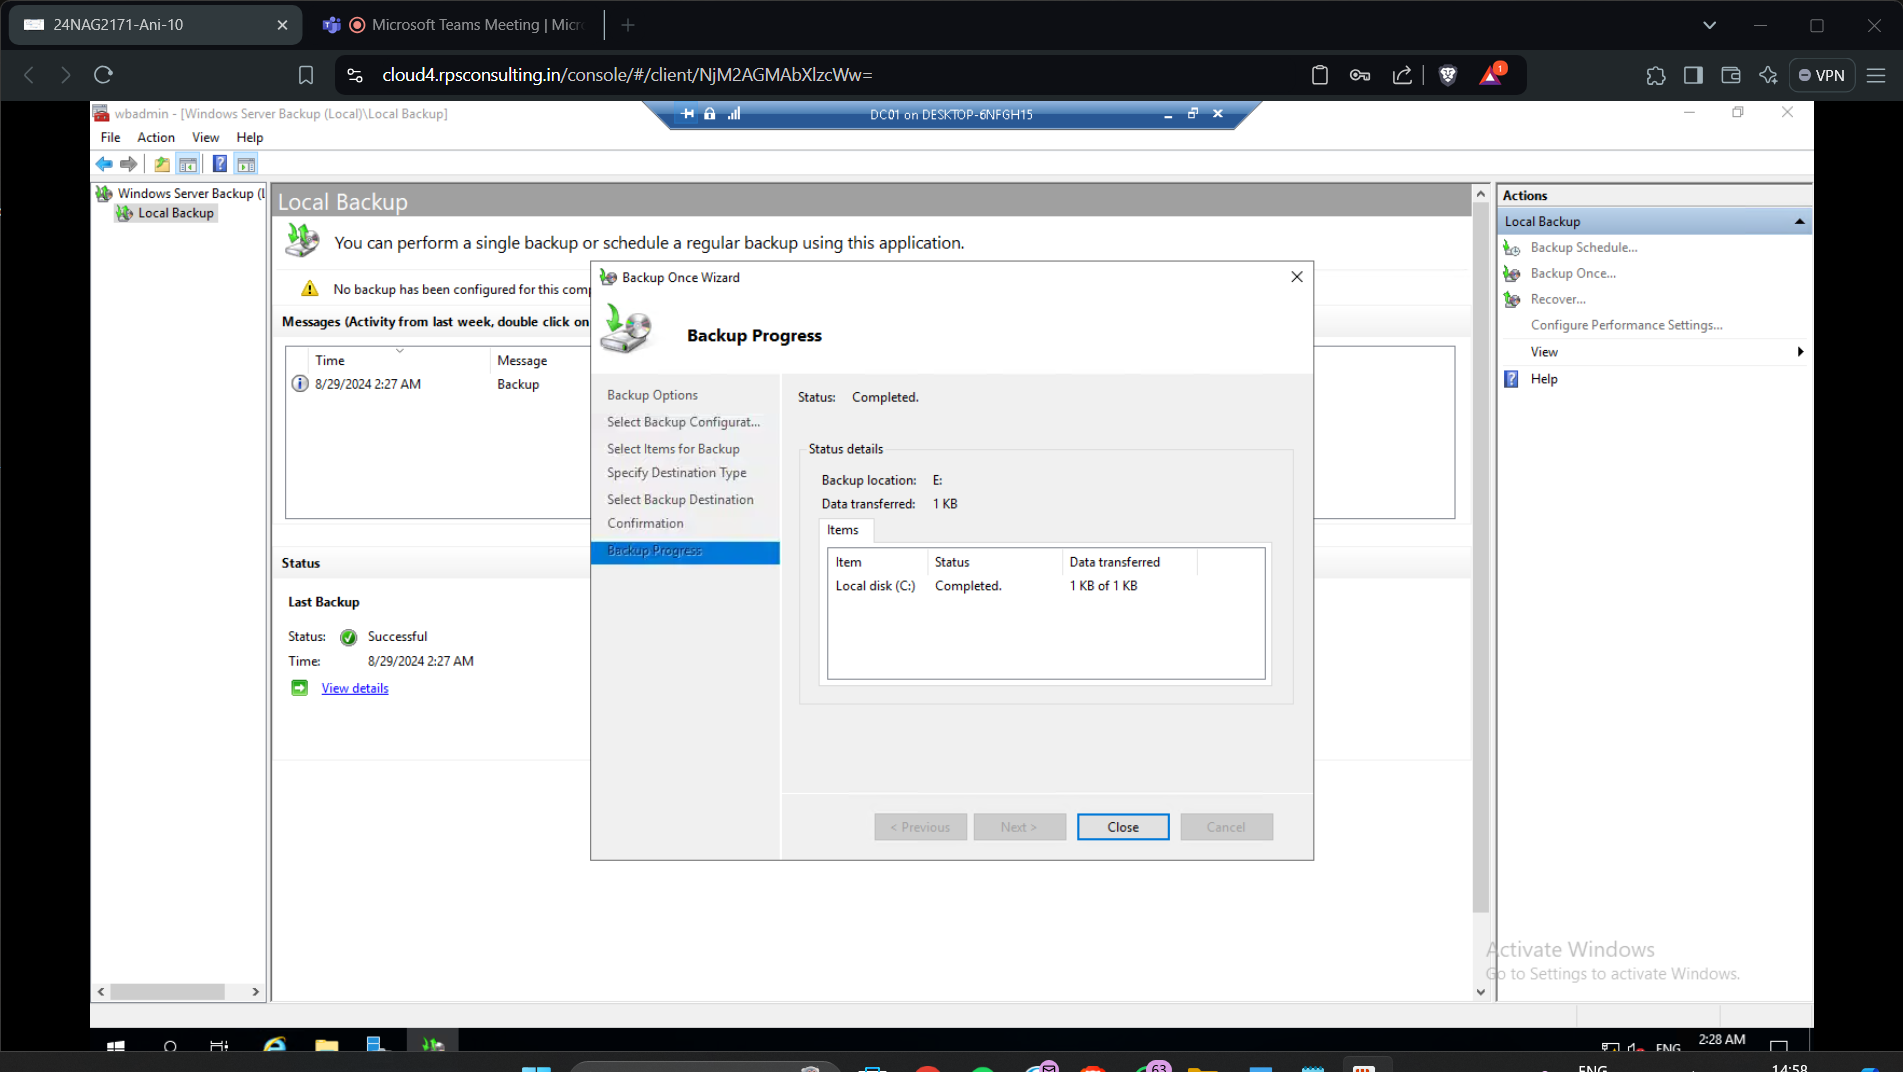 24NAG2171-Ani-10
Microsoft Teams Meeting | Micr
cloud4.rpsconsulting.in/console/#/client/NjM2AGMAbXlzcWw=
1
VPN
wbadmin - [Windows Server Backup (Local)\Local Backup]
DC01 on DESKTOP-6NFGH15
File Action View Help
Windows Server Backup (L
Local Backup
Local Backup
You can perform a single backup or schedule a regular backup using this application.
No backup has been configured for this comp
Messages (Activity from last week, double click on
Time Message
8/29/2024 2:27 AM Backup
Status
Last Backup
Status: Successful
Time: 8/29/2024 2:27 AM
View details
Backup Once Wizard
Backup Progress
Backup Options
Select Backup Configurat...
Select Items for Backup
Specify Destination Type
Select Backup Destination
Confirmation
Backup Progress
Status: Completed.
Status details
Backup location: E:
Data transferred: 1 KB
Items
Item Status Data transferred
Local disk (C:) Completed. 1 KB of 1 KB
< Previous Next > Close Cancel
Actions
Local Backup
Backup Schedule...
Backup Once...
Recover...
Configure Performance Settings...
View
Help
Activate Windows
Go to Settings to activate Windows.
ENG
2:28 AM
63
ENG
14:58